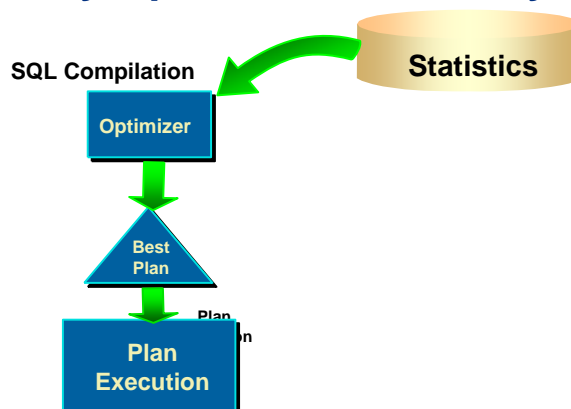 SQL Compilation
Statistics
Optimizer
Best
Plan
Plan
Plan
Execution